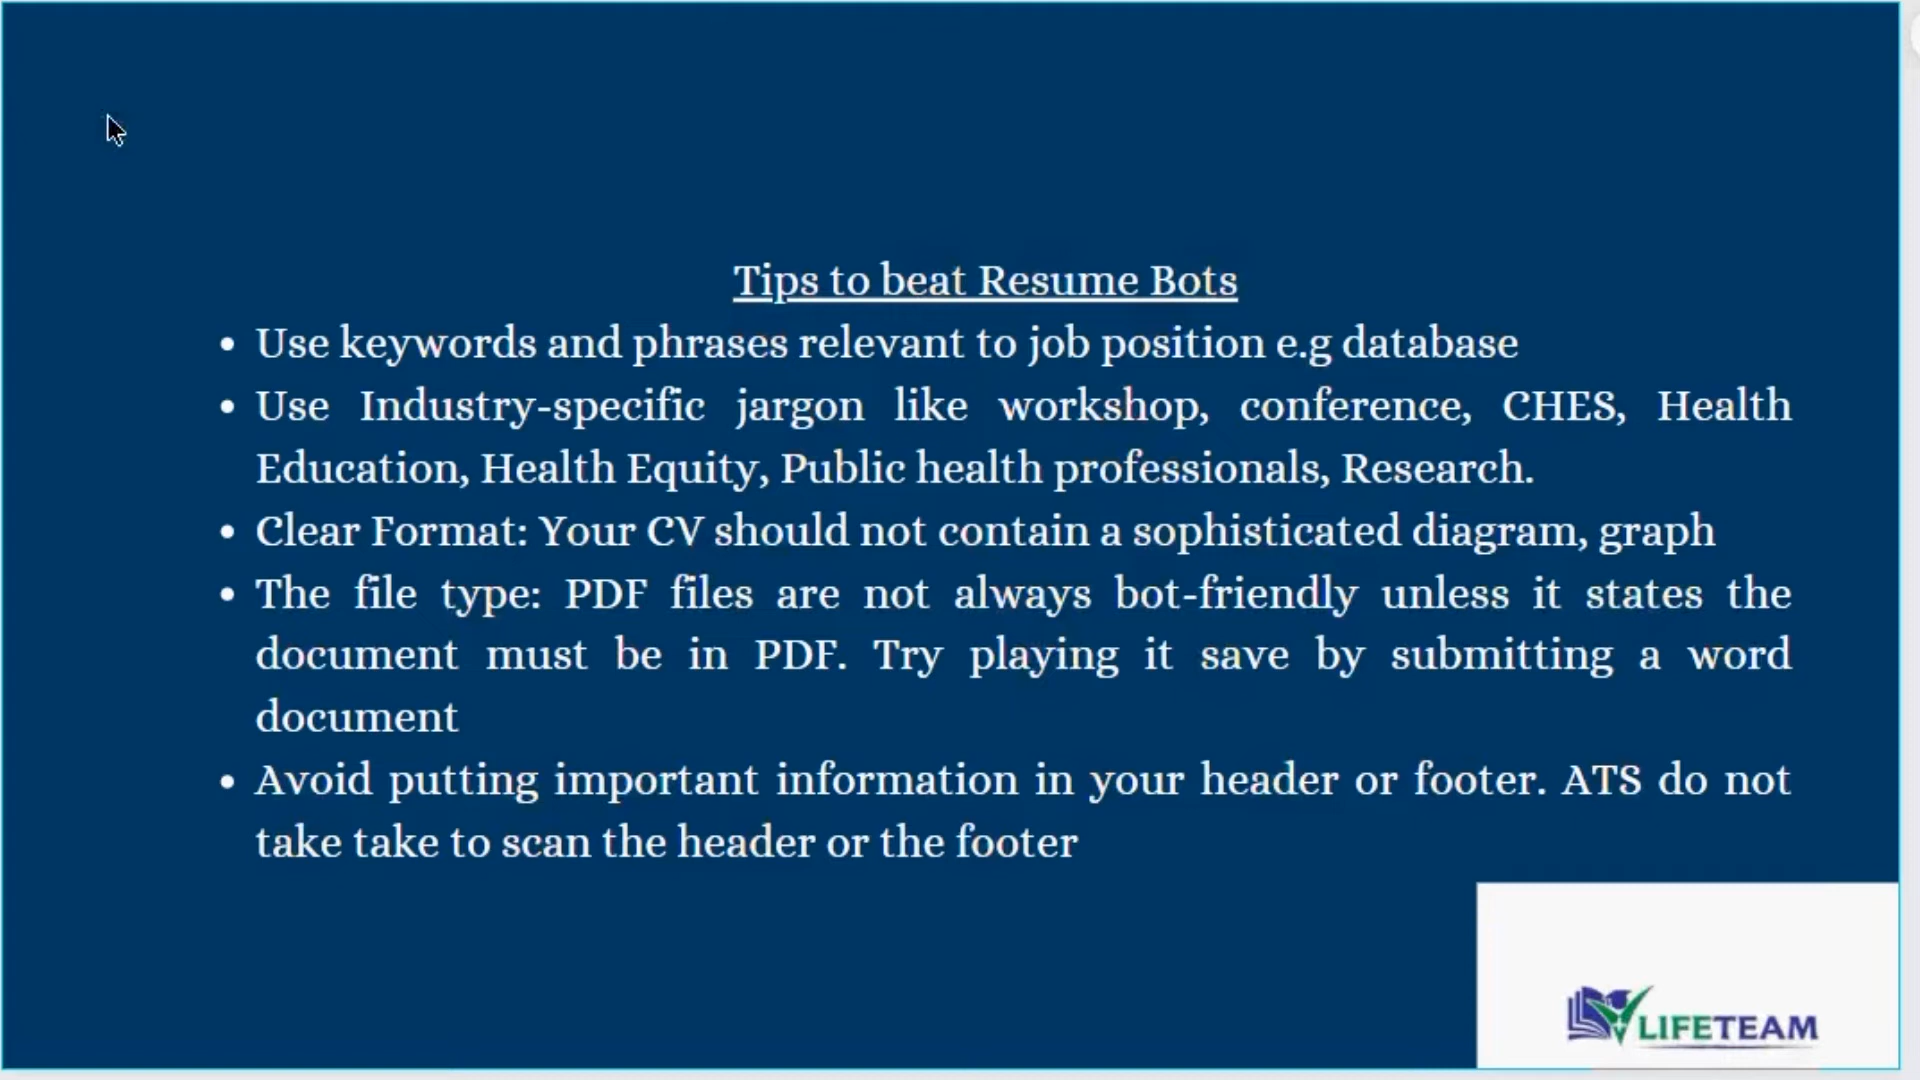 Tips to beat Resume Bots
• Use keywords and phrases relevant to job position e.g database
• Use Industry-specific jargon like workshop, conference, CHES, Health
Education, Health Equity, Public health professionals, Research.
• Clear Format: Your CV should not contain a sophisticated diagram, graph
• The file type: PDF files are not always bot-friendly unless it states the
document must be in PDF. Try playing it save by submitting a word
document
• Avoid putting important information in your header or footer. ATS do not
take take to scan the header or the footer
LIFETEAM